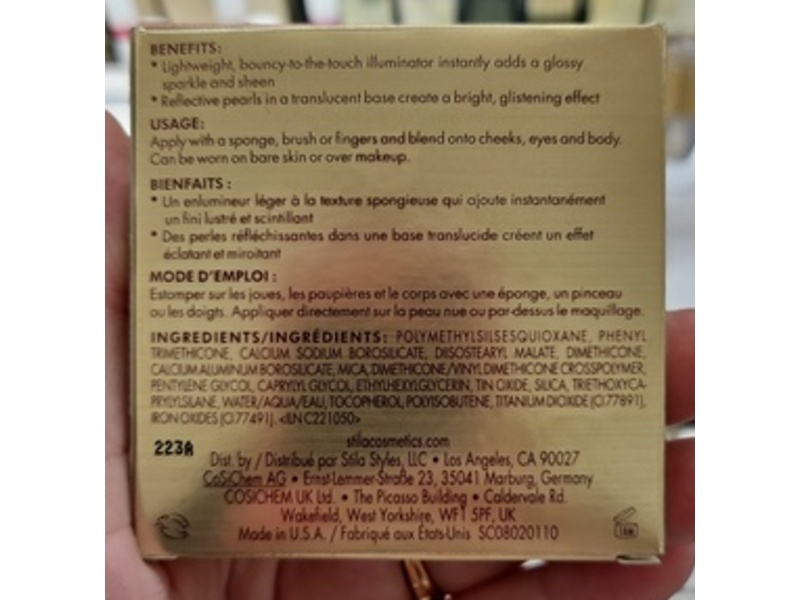 BENEFITS:
• Lightweight, bouncy-to-the-touch illuminator instantly adds a glossy
sparkle and sheen
• Reflective pearls in a translucent base create a bright, glistening effect
USAGE:
Apply with a sponge, brush or fingers and blend onto cheeks, eyes and body.
Can be worn on bare skin or over makeup.
BIENFAITS :
• Un enlumineur léger à la texture spongieuse qui ajoute instantanément
un fini lustré et scintillant
• Des perles réfléchissantes dans une base translucide créent un effet
éclatant et miroitant
MODE D'EMPLOI :
Estomper sur les joues, les paupières et le corps avec une éponge, un pinceau
ou les doigts. Appliquer directement sur la peau nue ou par-dessus le maquillage.
INGREDIENTS/INGRÉDIENTS: POLYMETHYLSILSESQUIOXANE, PHENYL
TRIMETHICONE, CALCIUM SODIUM BOROSILICATE, DIISOSTEARYL MALATE, DIMETHICONE,
CALCIUM ALUMINUM BOROSILICATE, MICA, DIMETHICONE/VINYL DIMETHICONE CROSSPOLYMER,
PENTYLENE GLYCOL, CAPRYLYL GLYCOL, ETHYLHEXYLGLYCERIN, TIN OXIDE, SILICA, TRIETHOXYCA-
PRYLYLSILANE, WATER/AQUA/EAU, TOCOPHEROL, POLYISOBUTENE, TITANIUM DIOXIDE (CI 77891),
IRON OXIDES (CI 77491). <ILN C221050>
223A
stilacosmetics.com
Dist. by / Distribué par Stila Styles, LLC • Los Angeles, CA 90027
CoSiChem AG • Ernst-Lemmer-Straße 23, 35041 Marburg, Germany
COSICHEM UK Ltd. • The Picasso Building • Caldervale Rd.
Wakefield, West Yorkshire, WF1 5PF, UK
Made in U.S.A. / Fabriqué aux États-Unis SC08020110